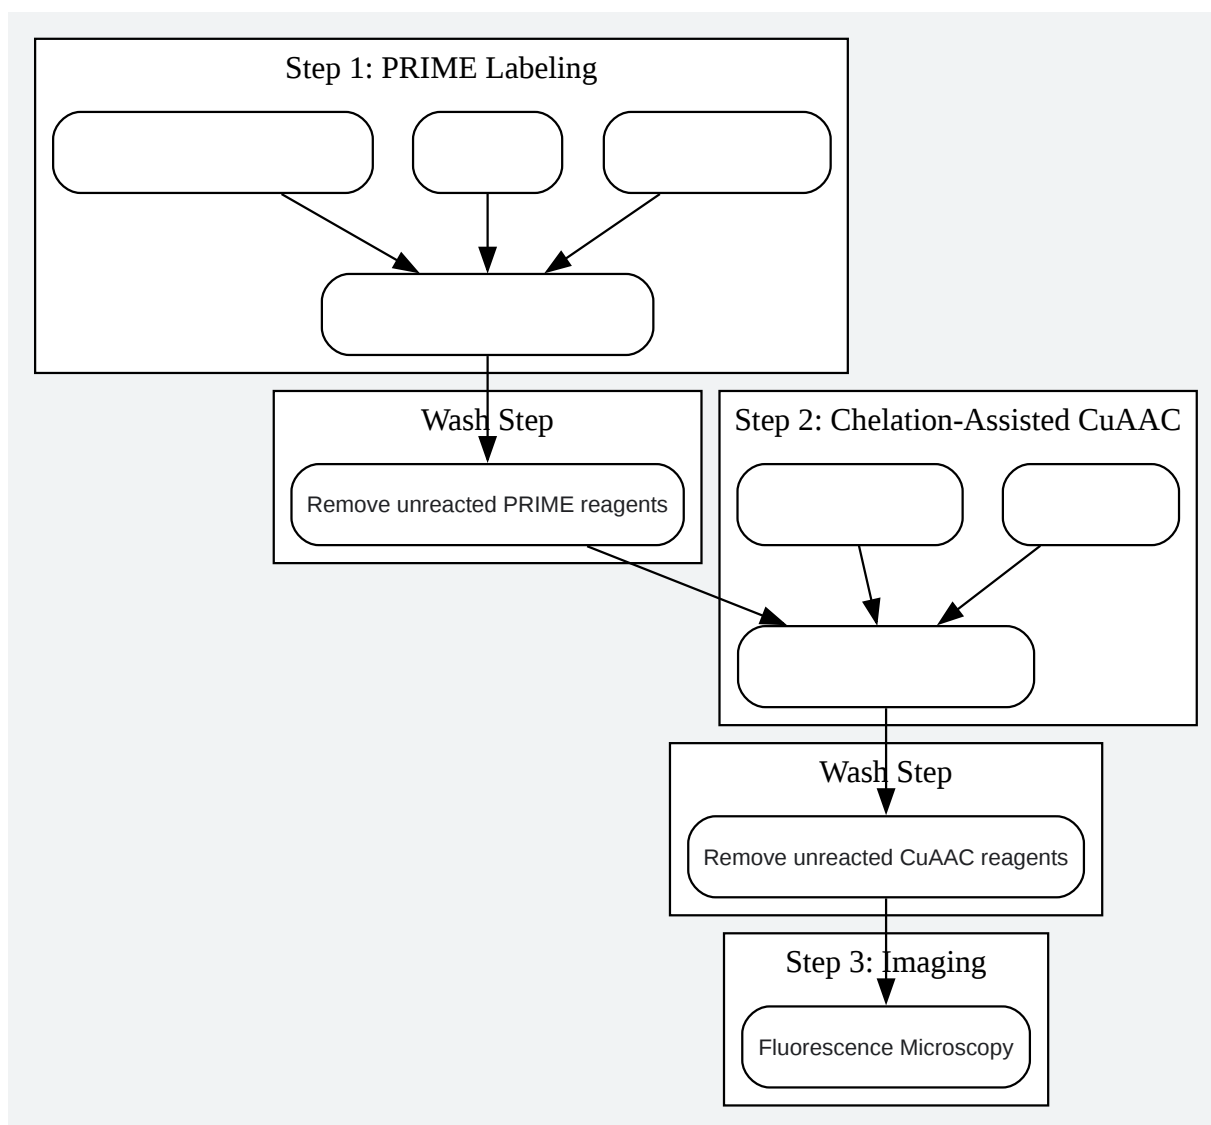 Step 1: PRIME Labeling
Wash Step
Remove unreacted PRIME reagents
Step 2: Chelation-Assisted CuAAC
Wash Step
Remove unreacted CuAAC reagents
Step 3: Imaging
Fluorescence Microscopy